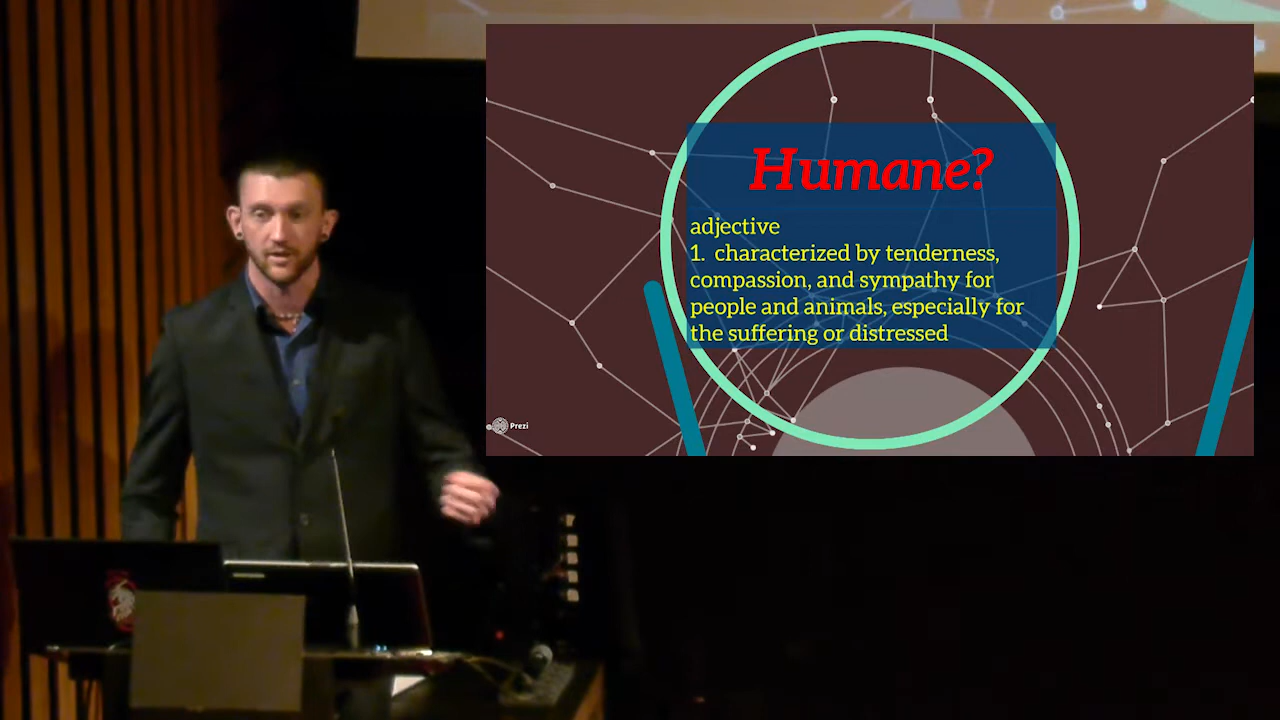 Humane?
adjective
1. characterized by tenderness,
compassion, and sympathy for
people and animals, especially for
the suffering or distressed
Prezi